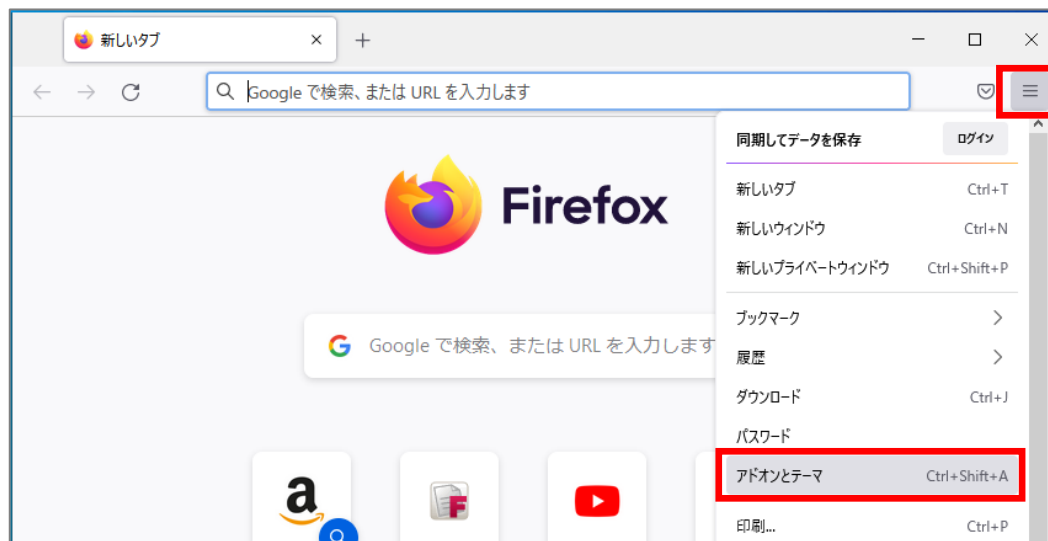 新しいタブ
Google で検索、または URL を入力します
同期してデータを保存 ログイン
新しいタブ Ctrl+T
新しいウィンドウ Ctrl+N
新しいプライベートウィンドウ Ctrl+Shift+P
Firefox
ブックマーク
Google で検索、または URL を入力します
履歴
ダウンロード Ctrl+J
パスワード
アドオンとテーマ Ctrl+Shift+A
a
F
印刷... Ctrl+P